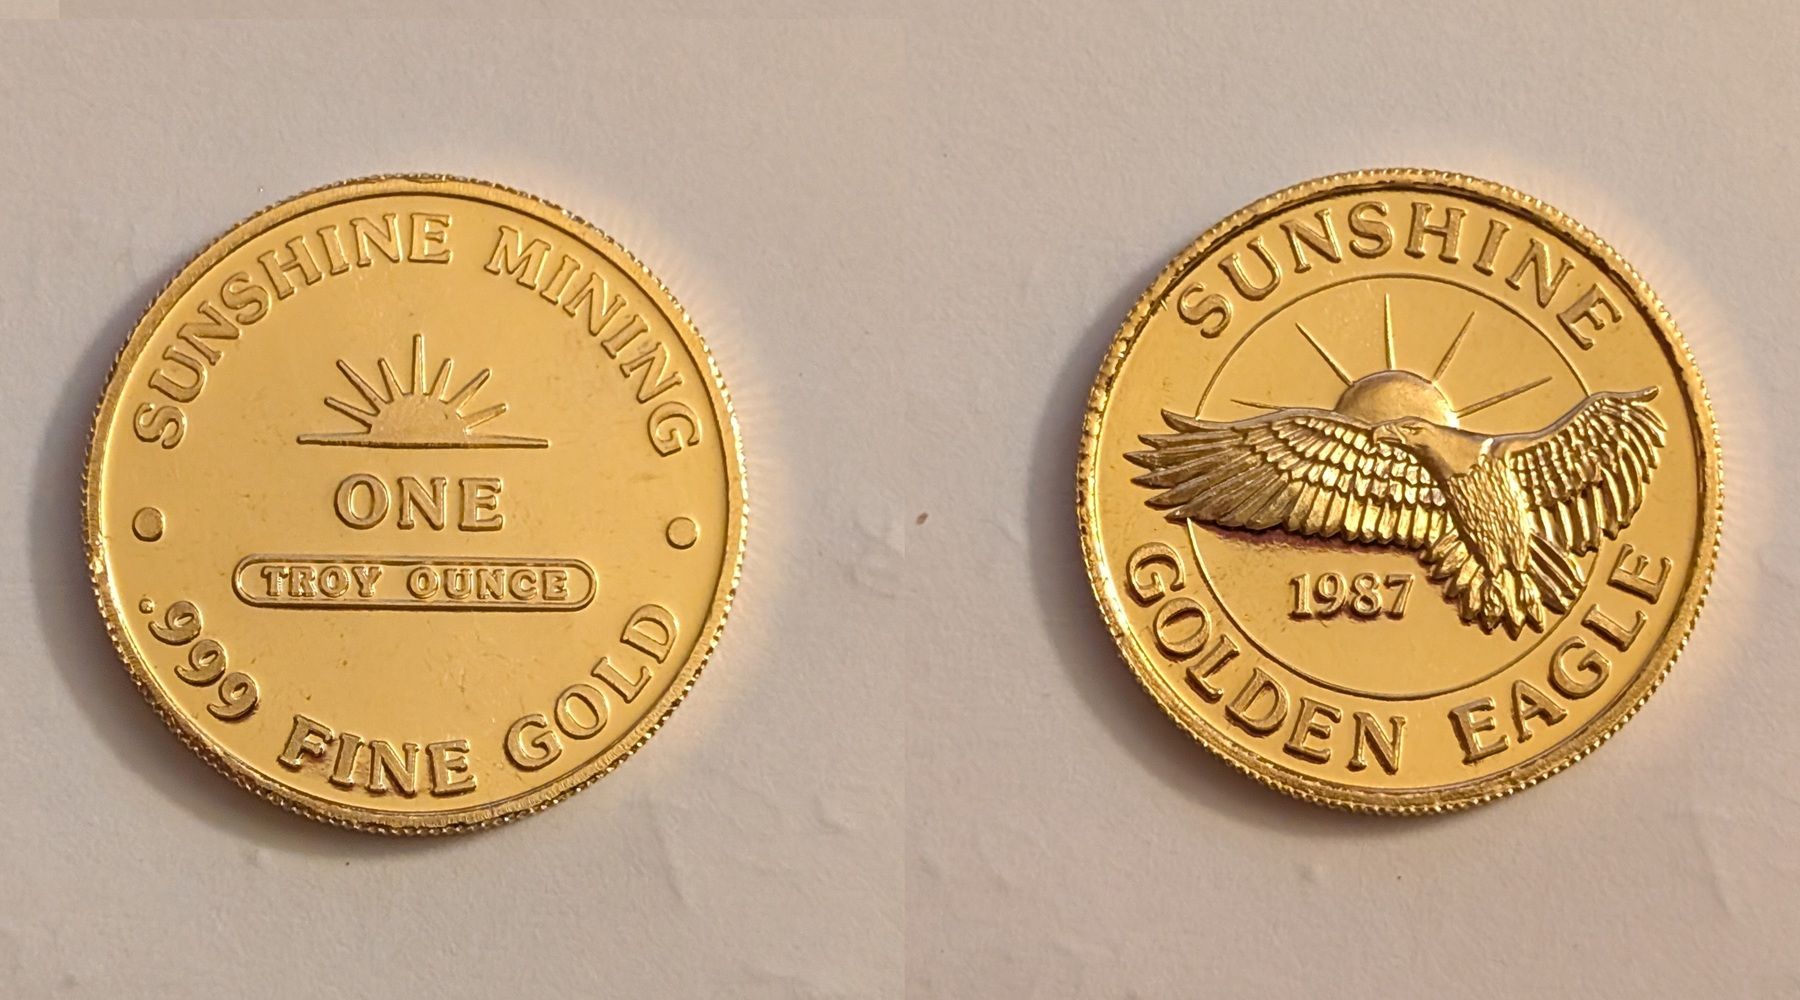 SUNSHINE MINING
ONE
TROY OUNCE
.999 FINE GOLD
SUNSHINE
1987
GOLDEN EAGLE